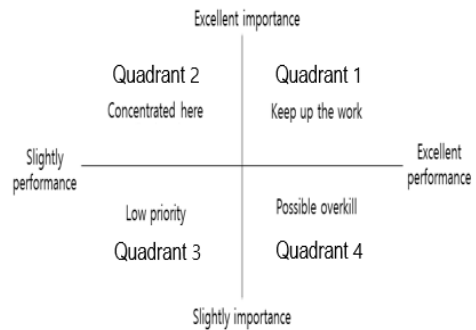 Excellent importance
Quadrant 2
Quadrant 1
Concentrated here
Keep up the work
Slightly
performance
Excellent
performance
Low priority
Possible overkill
Quadrant 3
Quadrant 4
Slightly importance